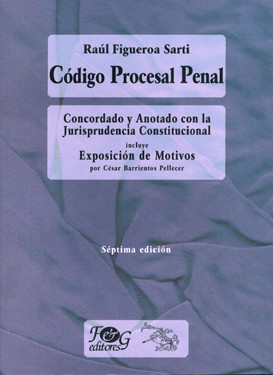 Raúl Figueroa Sarti
Código Procesal Penal
Concordado y Anotado con la
Jurisprudencia Constitucional
incluye
Exposición de Motivos
por César Barrientos Pellecer
Séptima edición
F&G
editores